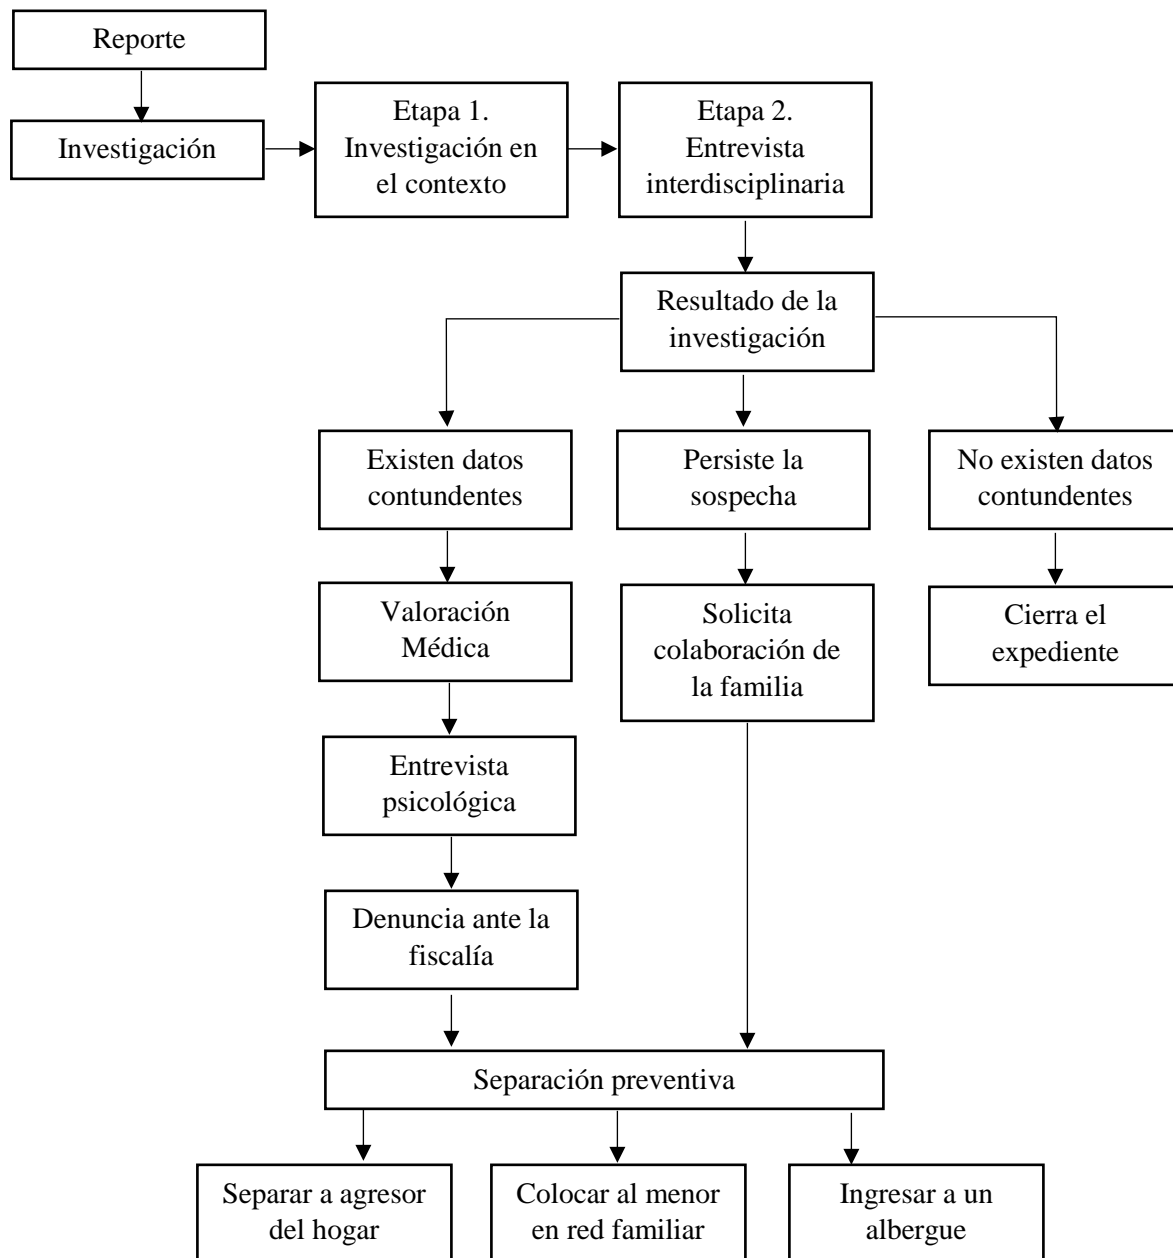 Reporte
Investigación
Etapa 1.
Investigación en
el contexto
Etapa 2.
Entrevista
interdisciplinaria
Resultado de la
investigación
Existen datos
contundentes
Persiste la
sospecha
No existen datos
contundentes
Valoración
Médica
Solicita
colaboración de
la familia
Cierra el
expediente
Entrevista
psicológica
Denuncia ante la
fiscalía
Separación preventiva
Separar a agresor
del hogar
Colocar al menor
en red familiar
Ingresar a un
albergue